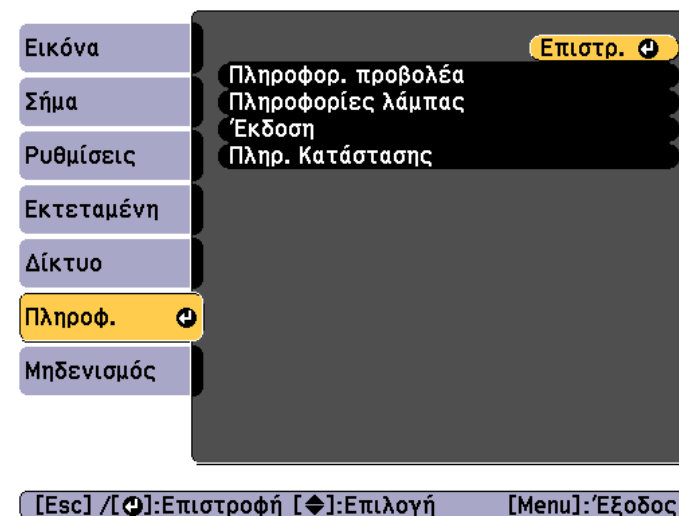 Εικόνα
Σήμα
Ρυθμίσεις
Εκτεταμένη
Δίκτυο
Πληροφ.
Μηδενισμός
Επιστρ.
Πληροφορ. προβολέα
Πληροφορίες λάμπας
Έκδοση
Πληρ. Κατάστασης
[Esc] /[⏎]:Επιστροφή [◆]:Επιλογή [Menu]:Έξοδος